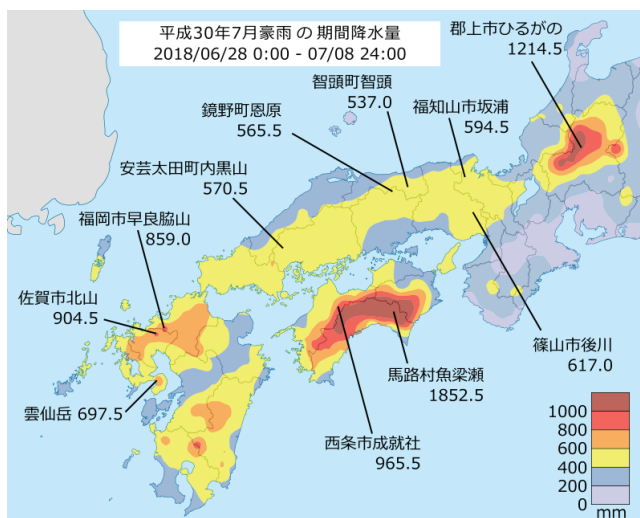 平成30年7月豪雨 の 期間降水量
2018/06/28 0:00 - 07/08 24:00
郡上市ひるがの
1214.5
智頭町智頭
537.0
福知山市坂浦
594.5
鏡野町恩原
565.5
安芸太田町内黒山
570.5
福岡市早良脇山
859.0
佐賀市北山
904.5
雲仙岳 697.5
篠山市後川
617.0
馬路村魚梁瀬
1852.5
西条市成就社
965.5
1000
800
600
400
200
0
mm